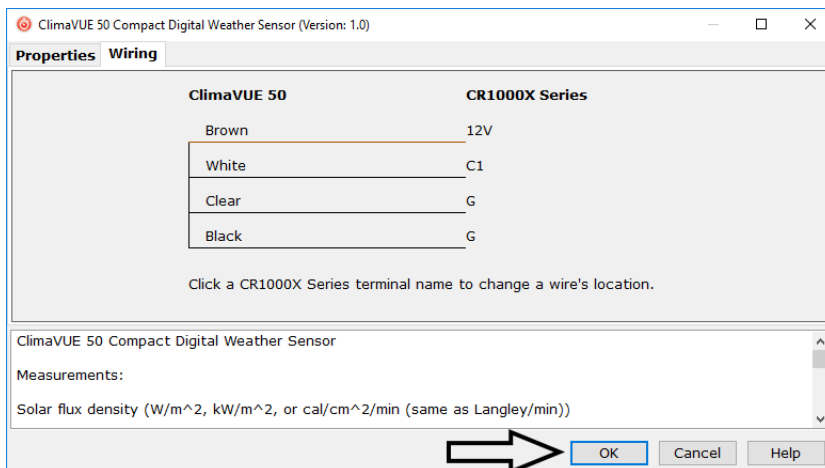 ClimaVUE 50 Compact Digital Weather Sensor (Version: 1.0)
Properties Wiring
ClimaVUE 50 CR1000X Series
Brown 12V
White C1
Clear G
Black G
Click a CR1000X Series terminal name to change a wire's location.
ClimaVUE 50 Compact Digital Weather Sensor
Measurements:
Solar flux density (W/m^2, kW/m^2, or cal/cm^2/min (same as Langley/min))
OK Cancel Help